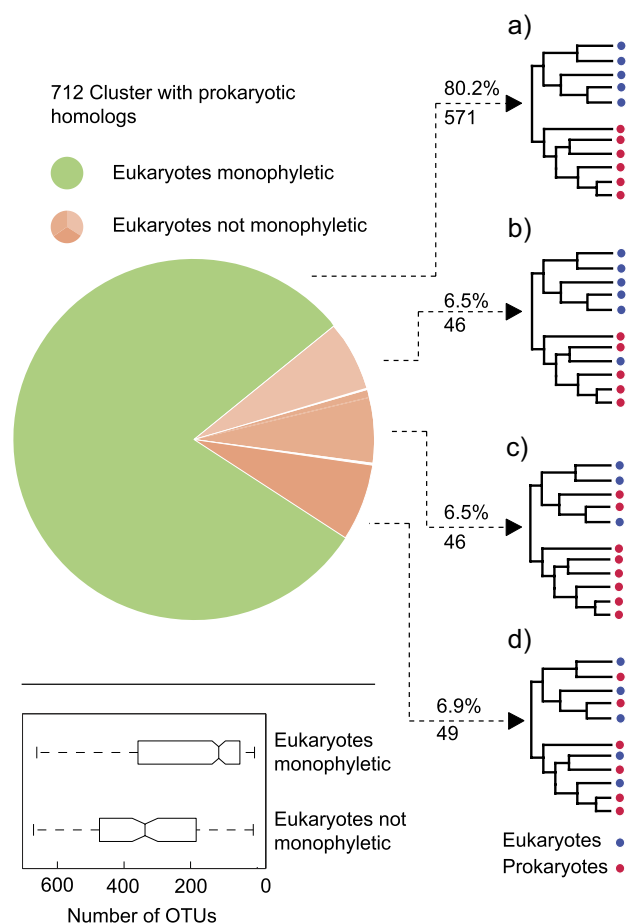 a)
712 Cluster with prokaryotic
homologs
80.2%
571
Eukaryotes monophyletic
Eukaryotes not monophyletic
b)
6.5%
46
c)
6.5%
46
d)
6.9%
49
Eukaryotes
monophyletic
Eukaryotes not
monophyletic
600 400 200 0
Number of OTUs
Eukaryotes
Prokaryotes